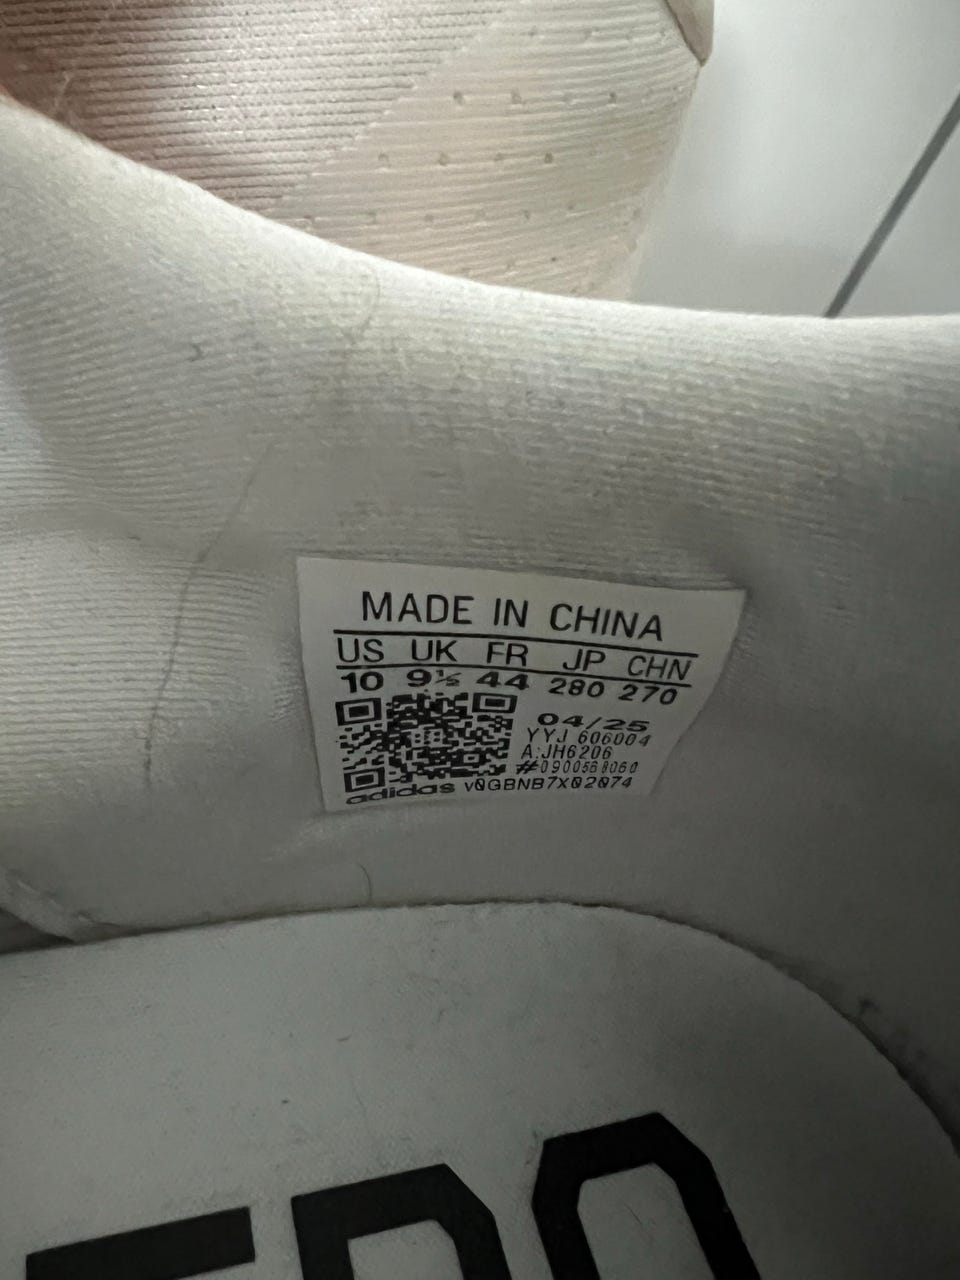 MADE IN CHINA
US UK FR JP CHN
10 9½ 44 280 270
04/25
YYJ 606004
A:JH6206
#0900568060
adidas vØGBNB7XØ2Ø74